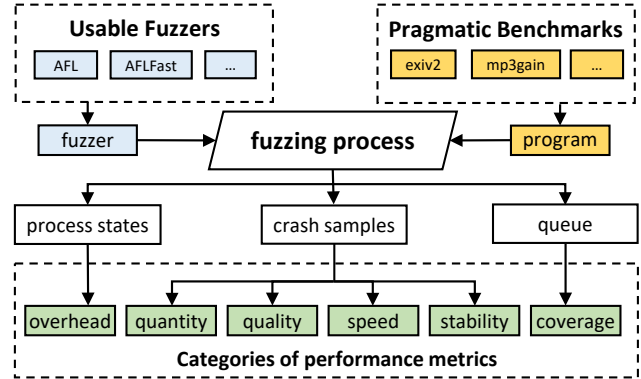 Usable Fuzzers
Pragmatic Benchmarks
AFL
AFLFast
...
exiv2
mp3gain
...
fuzzer
fuzzing process
program
process states
crash samples
queue
overhead
quantity
quality
speed
stability
coverage
Categories of performance metrics